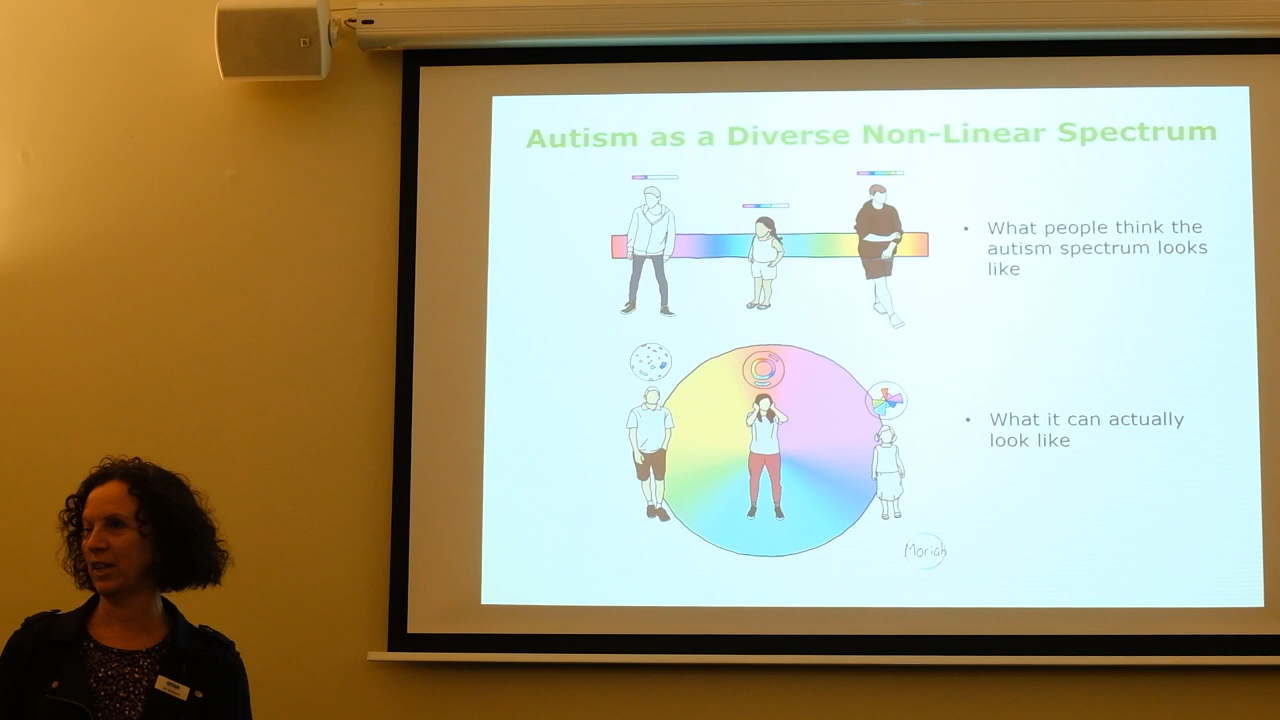 Autism as a Diverse Non-Linear Spectrum
• What people think the
autism spectrum looks
like
• What it can actually
look like
Moriah